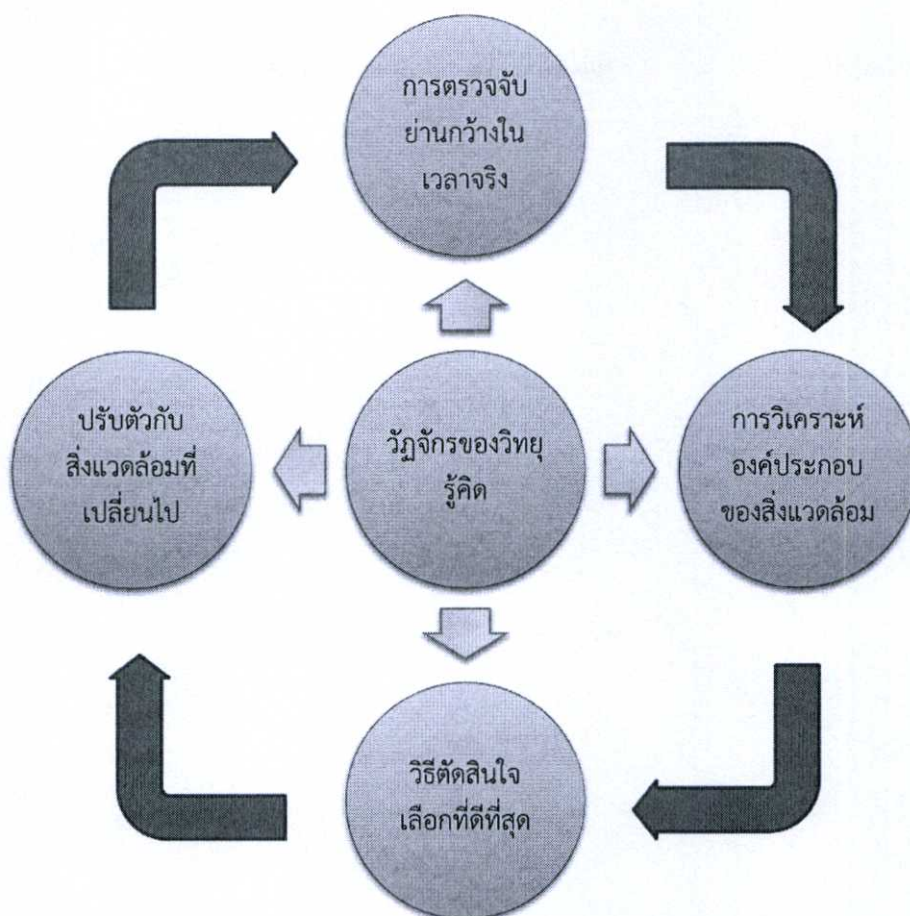 การตรวจจับ
ย่านกว้างใน
เวลาจริง
ปรับตัวกับ
สิ่งแวดล้อมที่
เปลี่ยนไป
วัฏจักรของวิทยุ
รู้คิด
การวิเคราะห์
องค์ประกอบ
ของสิ่งแวดล้อม
วิธีตัดสินใจ
เลือกที่ดีที่สุด